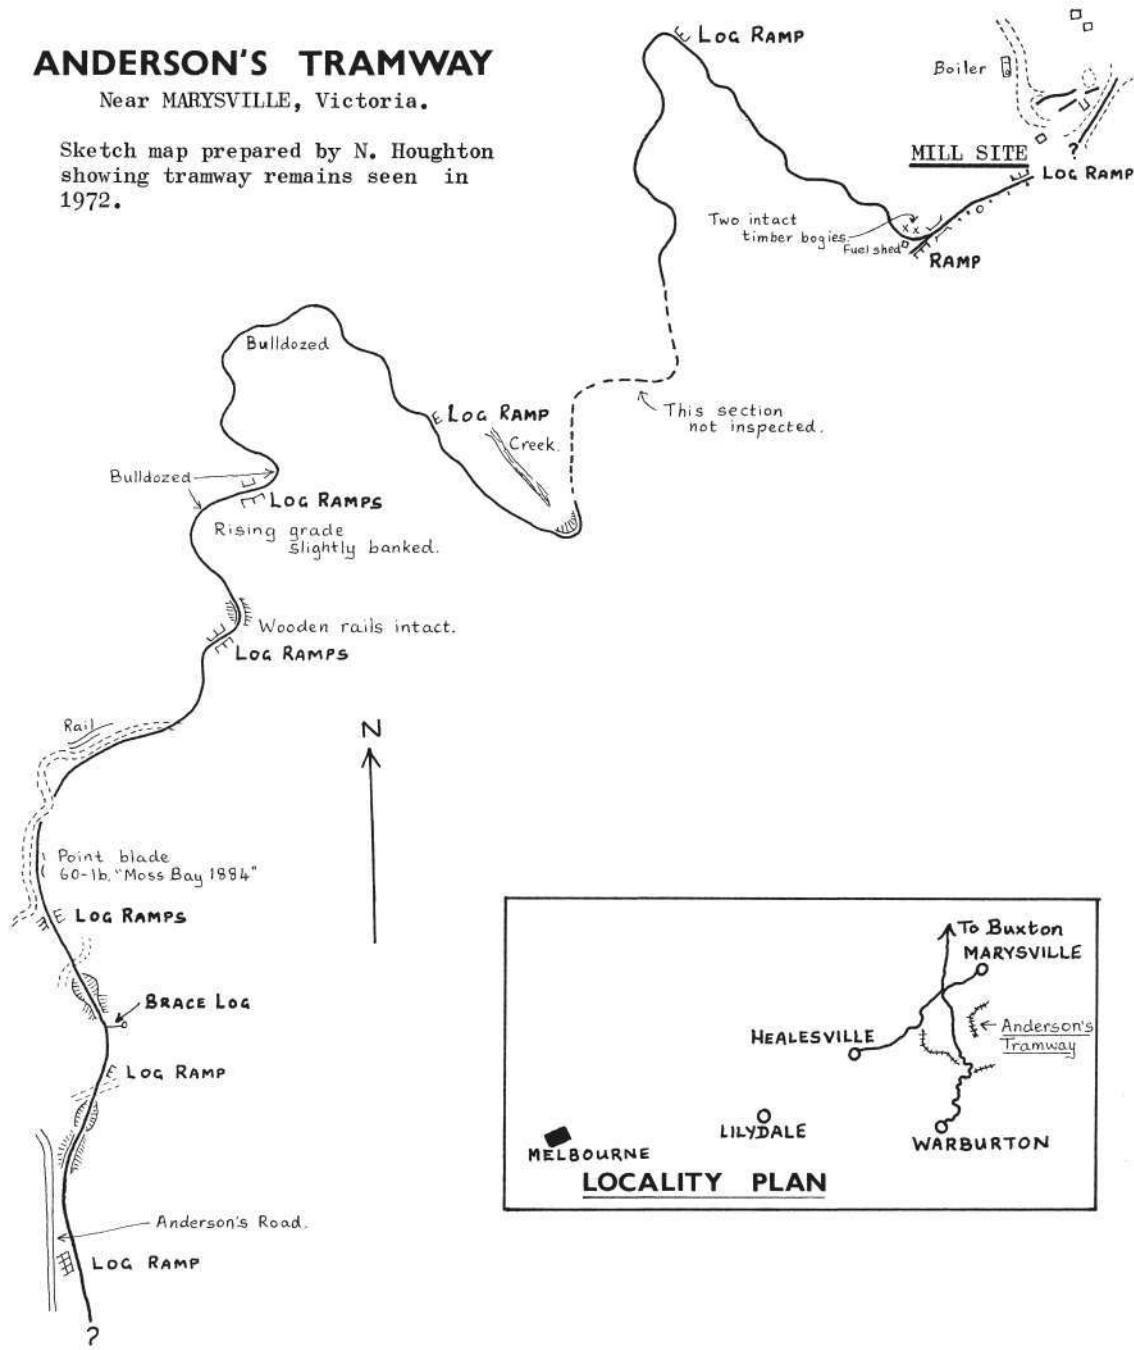 ANDERSON'S TRAMWAY
Near MARYSVILLE, Victoria.
Sketch map prepared by N. Houghton
showing tramway remains seen in
1972.
LOG RAMP
Boiler
?
MILL SITE
LOG RAMP
Two intact
timber bogies.
Fuel shed
RAMP
Bulldozed
LOG RAMP
Creek.
This section
not inspected.
Bulldozed
LOG RAMPS
Rising grade
slightly banked.
Wooden rails intact.
LOG RAMPS
Rail
N
Point blade
60-lb. "Moss Bay 1884"
LOG RAMPS
BRACE LOG
LOG RAMP
Anderson's Road.
LOG RAMP
?
To Buxton
MARYSVILLE
Anderson's
Tramway
HEALESVILLE
LILYDALE
WARBURTON
MELBOURNE
LOCALITY PLAN